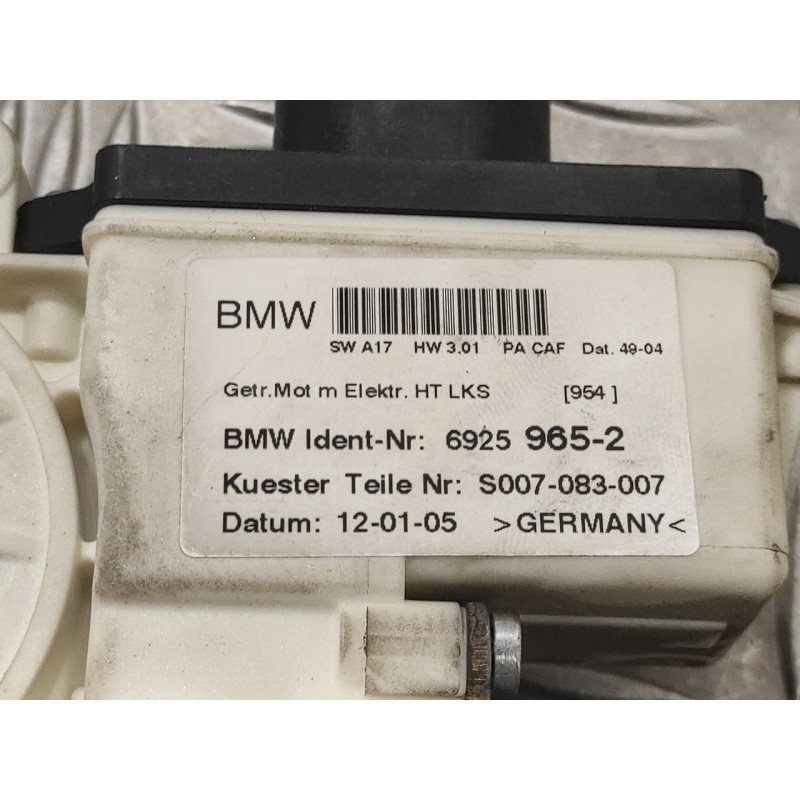 BMW
SW A17 HW 3.01 PA CAF Dat. 49-04
Getr.Mot m Elektr. HT LKS [954 ]
BMW Ident-Nr: 6925 965-2
Kuester Teile Nr: S007-083-007
Datum: 12-01-05 >GERMANY<